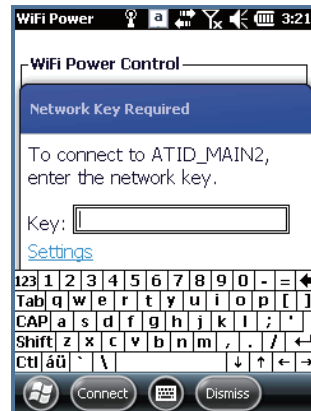 WiFi Power a 3:21
WiFi Power Control
Network Key Required
To connect to ATID_MAIN2,
enter the network key.
Key:
Settings
123 1 2 3 4 5 6 7 8 9 0 - =
Tab q w e r t y u i o p [ ]
CAP a s d f g h j k l ; '
Shift z x c v b n m , . /
Ctl áü ` \
Connect Dismiss